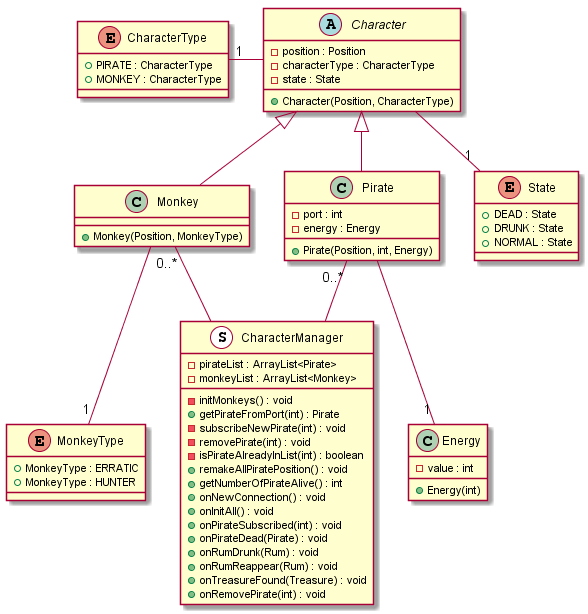 E CharacterType
PIRATE : CharacterType
MONKEY : CharacterType
1
A Character
position : Position
characterType : CharacterType
state : State
Character(Position, CharacterType)
1
C Monkey
Monkey(Position, MonkeyType)
C Pirate
port : int
energy : Energy
Pirate(Position, int, Energy)
E State
DEAD : State
DRUNK : State
NORMAL : State
0..*
0..*
S CharacterManager
pirateList : ArrayList<Pirate>
monkeyList : ArrayList<Monkey>
initMonkeys() : void
getPirateFromPort(int) : Pirate
subscribeNewPirate(int) : void
removePirate(int) : void
isPirateAlreadyInList(int) : boolean
remakeAllPiratePosition() : void
getNumberOfPirateAlive() : int
onNewConnection() : void
onInitAll() : void
onPirateSubscribed(int) : void
onPirateDead(Pirate) : void
onRumDrunk(Rum) : void
onRumReappear(Rum) : void
onTreasureFound(Treasure) : void
onRemovePirate(int) : void
1
E MonkeyType
MonkeyType : ERRATIC
MonkeyType : HUNTER
1
C Energy
value : int
Energy(int)